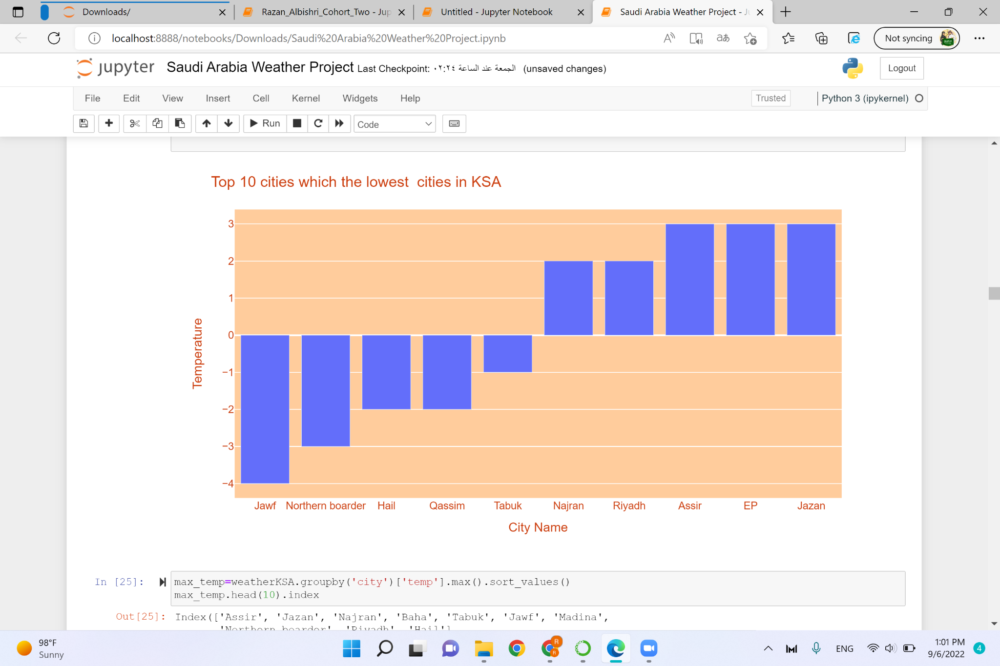 Downloads/
Razan_Albishri_Cohort_Two - Jup
Untitled - Jupyter Notebook
Saudi Arabia Weather Project - Ju
localhost:8888/notebooks/Downloads/Saudi%20Arabia%20Weather%20Project.ipynb
Not syncing
jupyter Saudi Arabia Weather Project Last Checkpoint: الجمعة عند الساعة ٠٢:٢٤ (unsaved changes)
Logout
File Edit View Insert Cell Kernel Widgets Help
Trusted
Python 3 (ipykernel)
Run
Code
Top 10 cities which the lowest  cities in KSA
3
2
1
0
−1
−2
−3
−4
Temperature
Jawf Northern boarder Hail Qassim Tabuk Najran Riyadh Assir EP Jazan
City Name
In [25]: max_temp=weatherKSA.groupby('city')['temp'].max().sort_values()
max_temp.head(10).index
Out[25]: Index(['Assir', 'Jazan', 'Najran', 'Baha', 'Tabuk', 'Jawf', 'Madina',
'Northern boarder', 'Riyadh', 'Hail']
98°F
Sunny
ENG
1:01 PM
9/6/2022
4